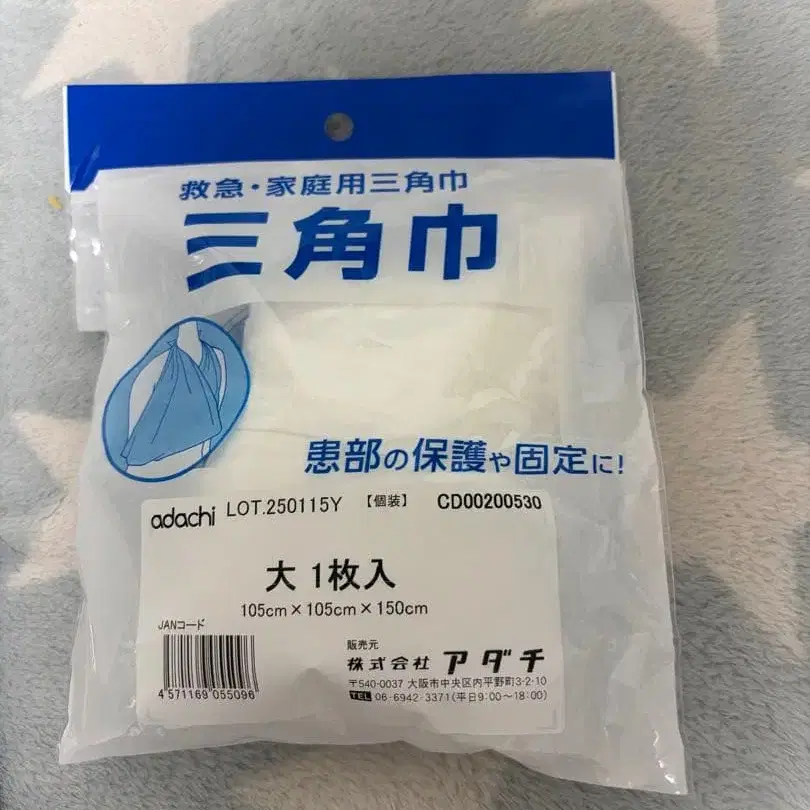 救急・家庭用三角巾
三角巾
患部の保護や固定に!
adachi LOT.250115Y 【個装】 CD00200530
大 1枚入
105cm×105cm×150cm
JANコード
4 571169 055096
販売元
株式会社 アダチ
〒540-0037 大阪市中央区内平野町3-2-10
TEL 06-6942-3371(平日9:00~18:00)